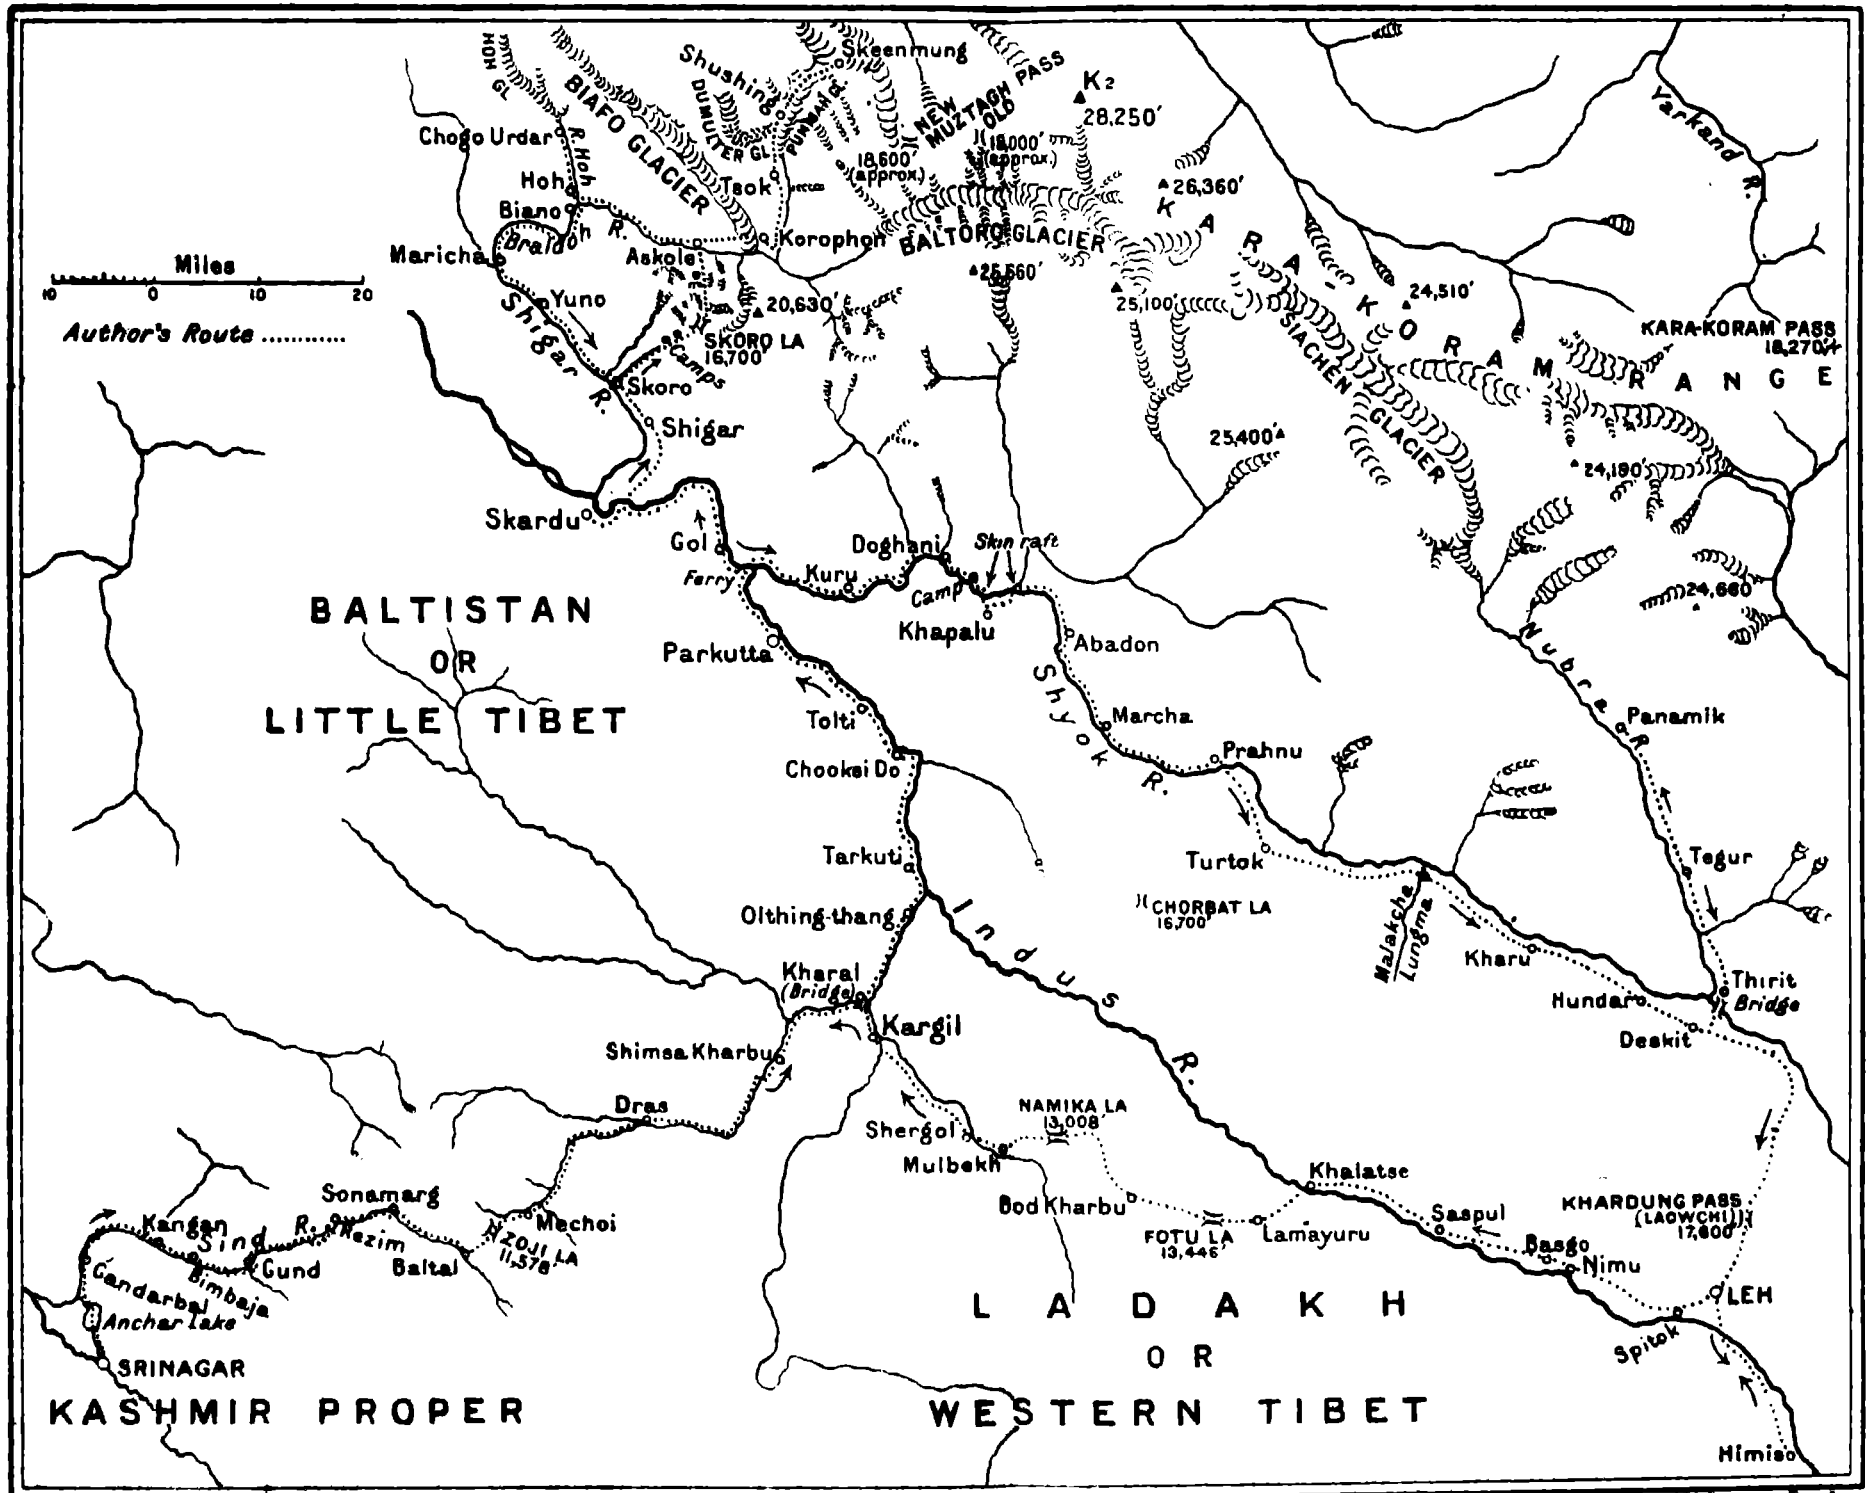 HOH GL
BIAFO GLACIER
Shushing
DUMULTER GL
PUNMAH GL
Skeenmung
NEW
MUZTAGH PASS
OLD
18,600'
(approx.)
(approx.)
K2
28,250'
26,360'
Yarkand R.
Chogo Urdar
R. Hoh
Hoh
Biano
Braldoh R.
Maricha
Askole
Tsok
Korophon
BALTORO GLACIER
25,660'
25,100'
Miles
10 0 10 20
Author's Route ............
Yuno
Shigar R.
20,630'
SKORO LA
16,700'
Camps
Skoro
Shigar
KARA-KORAM RANGE
24,510'
SIACHEN GLACIER
KARA-KORAM PASS
18,270'
25,400'
24,190'
24,660'
Skardu
Gol
Ferry
Kuru
Doghani
Skin raft
Camp
Khapalu
Abadon
BALTISTAN
OR
LITTLE TIBET
Parkutta
Tolti
Chooksi Do
Shyok R.
Marcha
Prahnu
Nubra R
Panamik
Turtok
Tegur
Tarkuti
Olthing-thang
Indus R.
CHORBAT LA
16,700'
Malakcha
Lungma
Kharu
Hundar
Thirit
Bridge
Deskit
Kharal
(Bridge)
Kargil
Shimsa Kharbu
Dras
Shergol
Mulbekh
NAMIKA LA
13,008'
Bod Kharbu
FOTU LA
13,446'
Lamayuru
Khalatse
Saspul
Basgo
Nimu
KHARDUNG PASS
(LAOWCHI)
17,600'
LEH
Spitok
Himis
Sonamarg
Kangan
Sind R.
Rezim
Mechoi
ZOJI LA
11,578'
Baltal
Gund
Bimbaja
Gandarbal
Anchar Lake
SRINAGAR
KASHMIR PROPER
LADAKH
OR
WESTERN TIBET